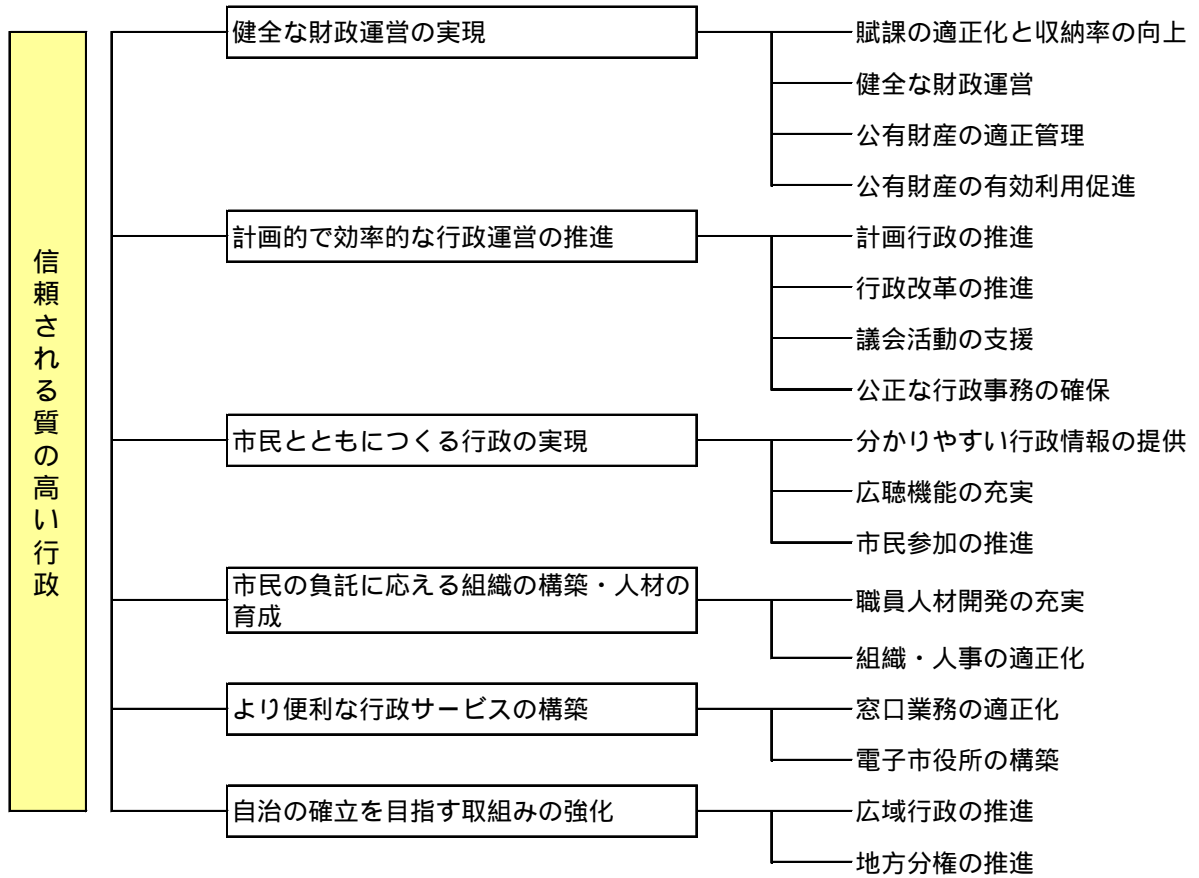 信頼される質の高い行政
健全な財政運営の実現
賦課の適正化と収納率の向上
健全な財政運営
公有財産の適正管理
公有財産の有効利用促進
計画的で効率的な行政運営の推進
計画行政の推進
行政改革の推進
議会活動の支援
公正な行政事務の確保
市民とともにつくる行政の実現
分かりやすい行政情報の提供
広聴機能の充実
市民参加の推進
市民の負託に応える組織の構築・人材の
育成
職員人材開発の充実
組織・人事の適正化
より便利な行政サービスの構築
窓口業務の適正化
電子市役所の構築
自治の確立を目指す取組みの強化
広域行政の推進
地方分権の推進